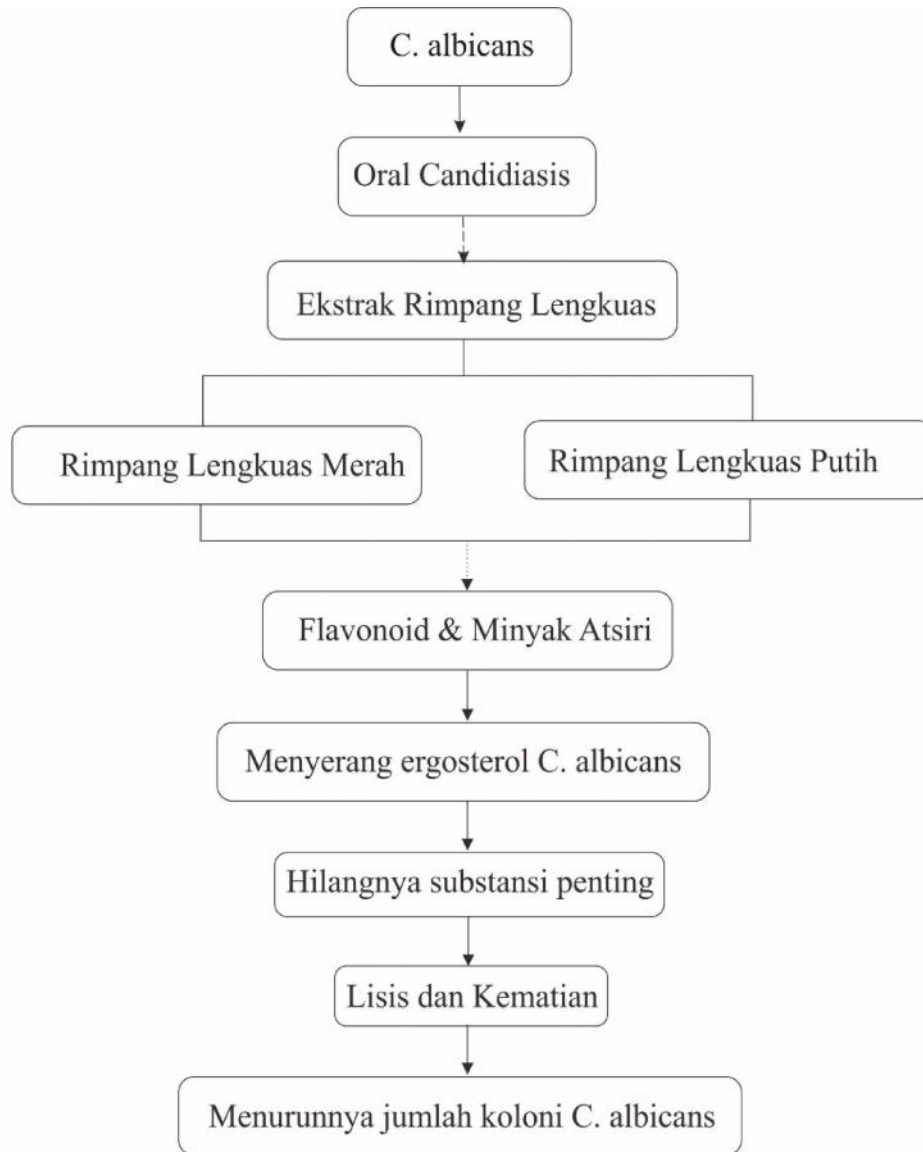 C. albicans
Oral Candidiasis
Ekstrak Rimpang Lengkuas
Rimpang Lengkuas Merah
Rimpang Lengkuas Putih
Flavonoid & Minyak Atsiri
Menyerang ergosterol C. albicans
Hilangnya substansi penting
Lisis dan Kematian
Menurunnya jumlah koloni C. albicans